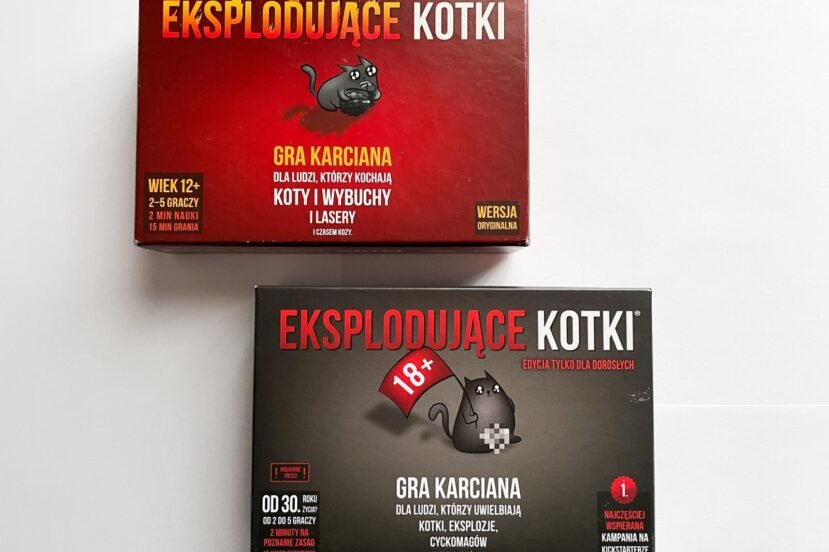 EKSPLODUJĄCE KOTKI
GRA KARCIANA
DLA LUDZI, KTÓRZY KOCHAJĄ
KOTY I WYBUCHY
I LASERY
I CZASEM KOZY.
WIEK 12+
2–5 GRACZY
2 MIN NAUKI
15 MIN GRANIA
WERSJA
ORYGINALNA
EKSPLODUJĄCE KOTKI®
EDYCJA TYLKO DLA DOROSŁYCH
18+
GRA KARCIANA
DLA LUDZI, KTÓRZY UWIELBIAJĄ
KOTKI, EKSPLOZJE,
CYCKOMAGÓW
OD 30. ROKU
ŻYCIA?
OD 2 DO 5 GRACZY
2 MINUTY NA
POZNANIE ZASAD
1.
NAJCZĘŚCIEJ
WSPIERANA
KAMPANIA NA
KICKSTARTERZE